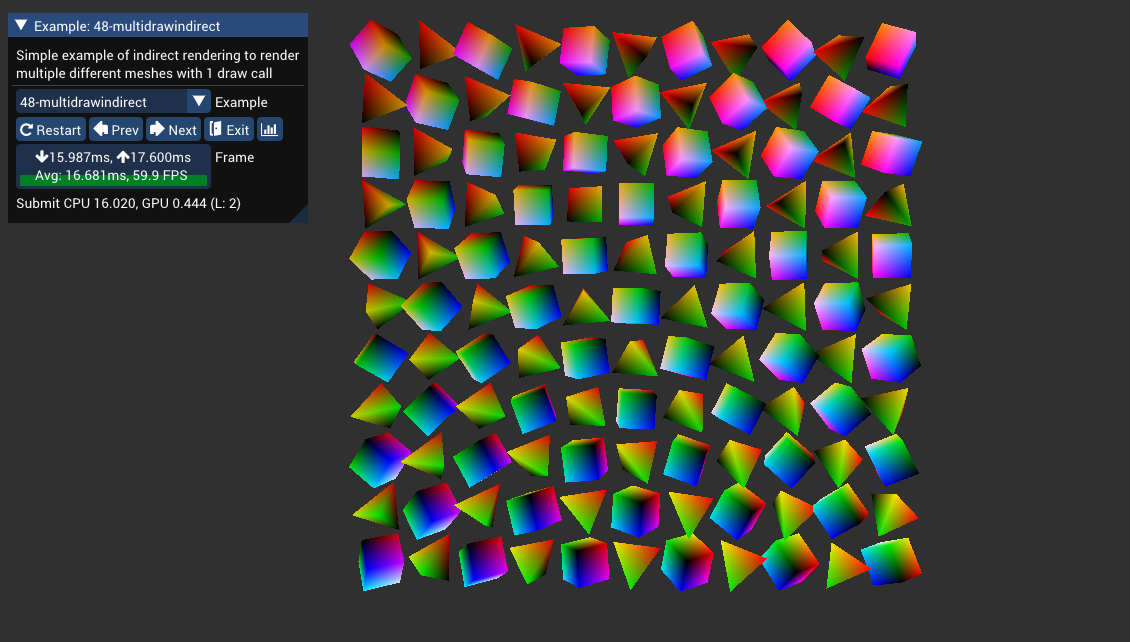 Example: 48-multidrawindirect
Simple example of indirect rendering to render
multiple different meshes with 1 draw call
48-multidrawindirect Example
Restart Prev Next Exit
15.987ms, 17.600ms Frame
Avg: 16.681ms, 59.9 FPS
Submit CPU 16.020, GPU 0.444 (L: 2)